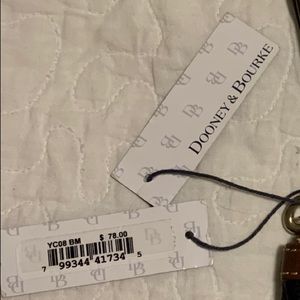 DOONEY & BOURKE
YC08 BM $ 78.00
7 99344 41734 5